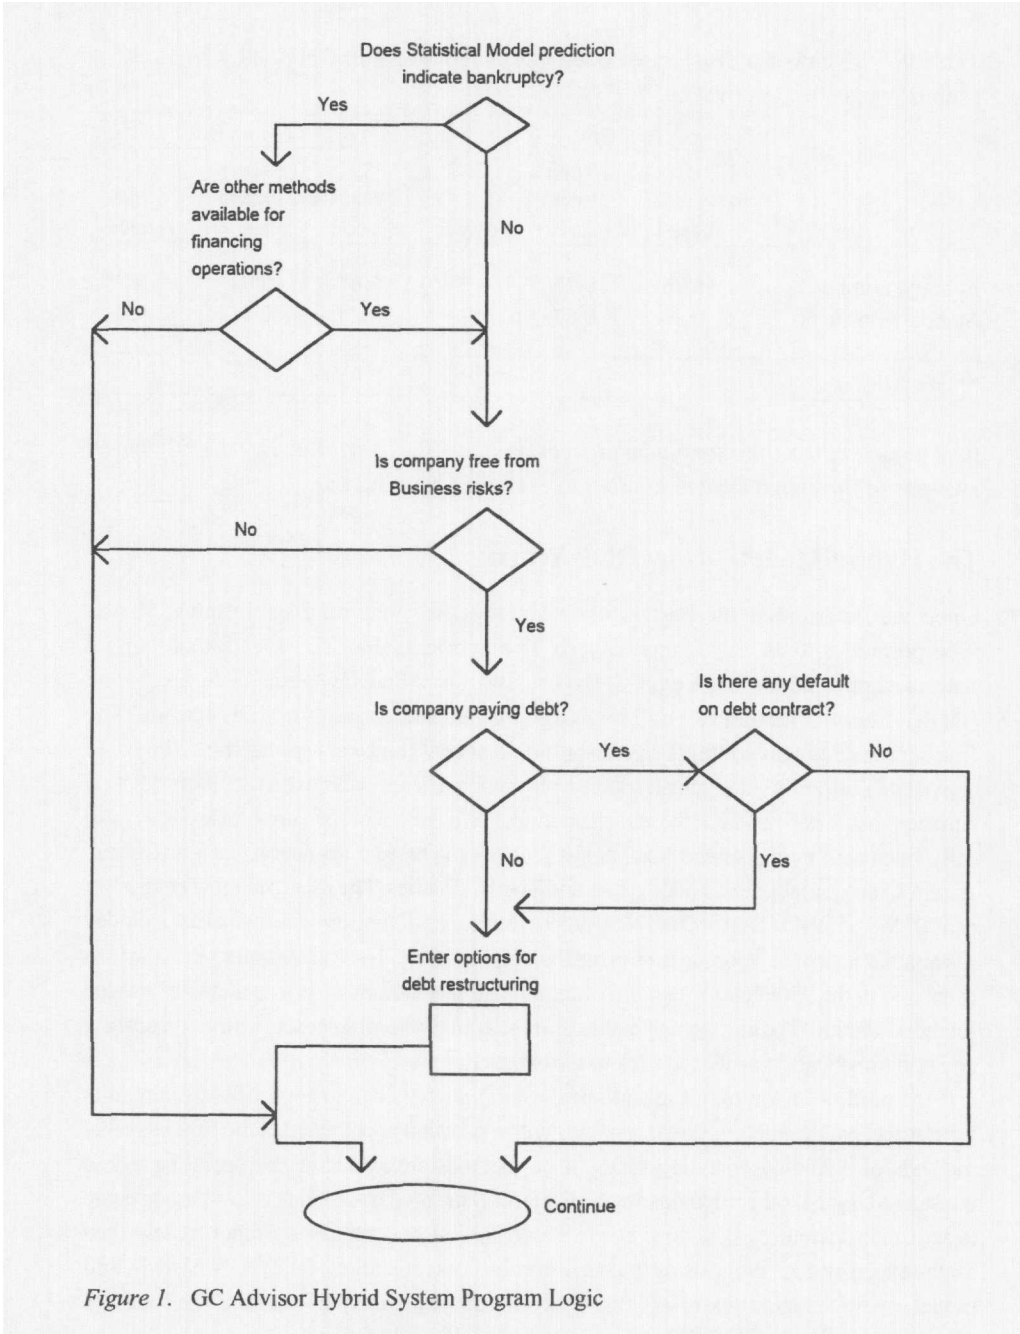 Does Statistical Model prediction
indicate bankruptcy?
Yes
Are other methods
available for
financing
operations?
No
No
Yes
Is company free from
Business risks?
No
Yes
Is there any default
on debt contract?
Is company paying debt?
Yes
No
No
Yes
Enter options for
debt restructuring
Continue
Figure 1. GC Advisor Hybrid System Program Logic